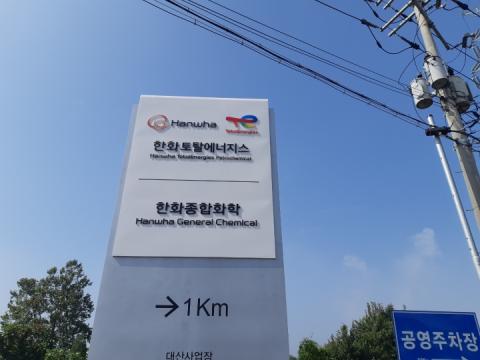 Hanwha
TotalEnergies
한화토탈에너지스
Hanwha TotalEnergies Petrochemical
한화종합화학
Hanwha General Chemical
→1Km
대산사업장
공영주차장